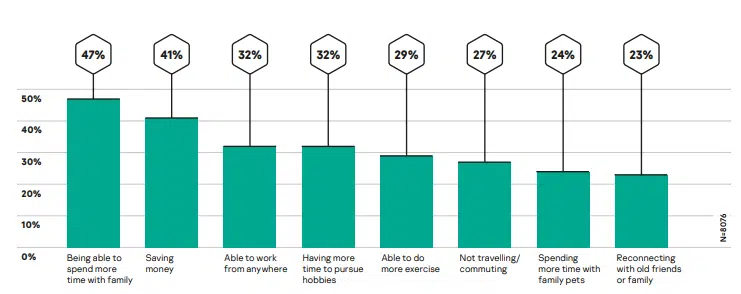 47%
41%
32%
32%
29%
27%
24%
23%
50%
40%
30%
20%
10%
0%
N=8076
Being able to
spend more
time with family
Saving
money
Able to work
from anywhere
Having more
time to pursue
hobbies
Able to do
more exercise
Not travelling/
commuting
Spending
more time with
family pets
Reconnecting
with old friends
or family